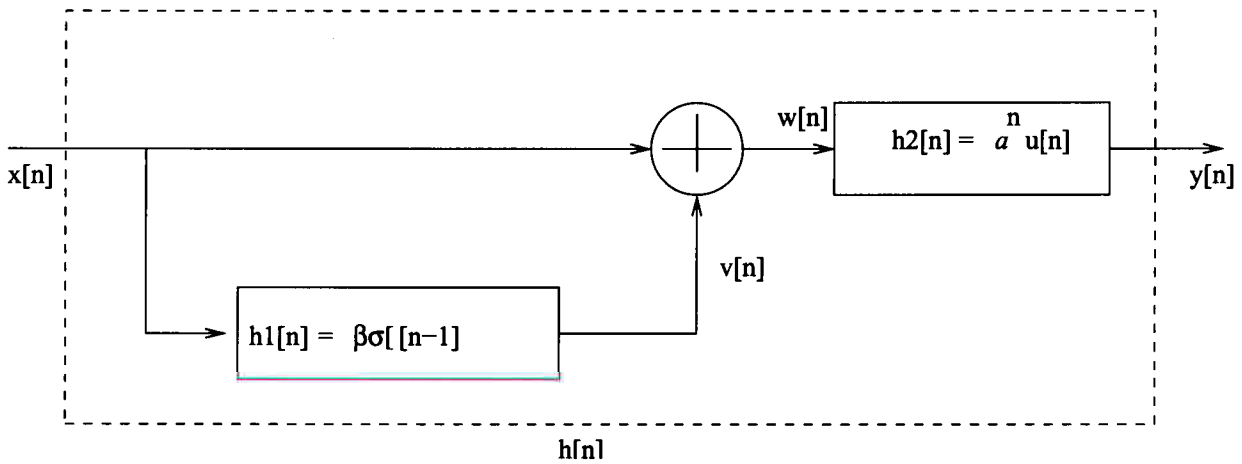 x[n]
w[n]
h2[n] = a^n u[n]
y[n]
v[n]
h1[n] = βσ[ [n−1]
h[n]